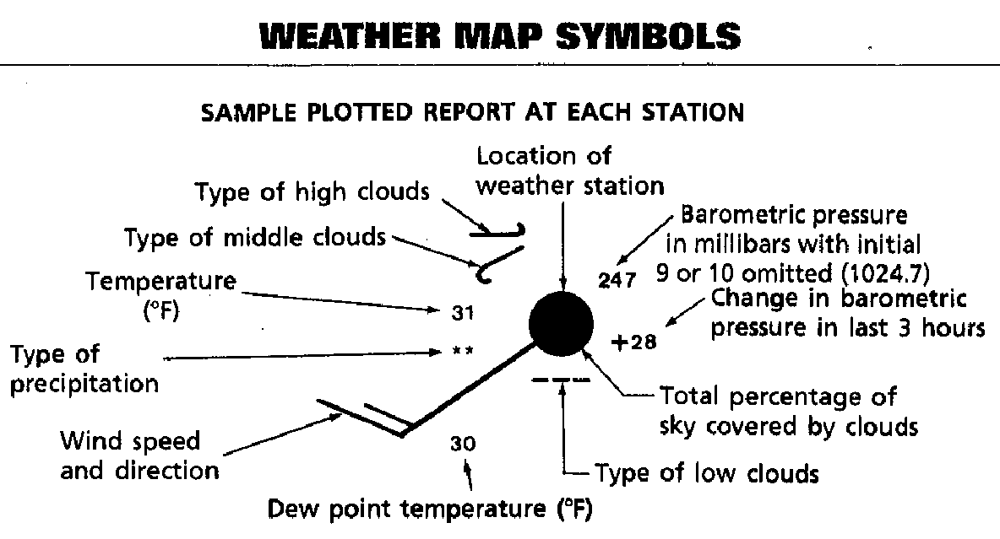 WEATHER MAP SYMBOLS
SAMPLE PLOTTED REPORT AT EACH STATION
Location of
weather station
Type of high clouds
Type of middle clouds
Temperature
(°F)
31
Type of
precipitation
**
Wind speed
and direction
30
Dew point temperature (°F)
Barometric pressure
in millibars with initial
9 or 10 omitted (1024.7)
247
Change in barometric
pressure in last 3 hours
+28
Total percentage of
sky covered by clouds
Type of low clouds